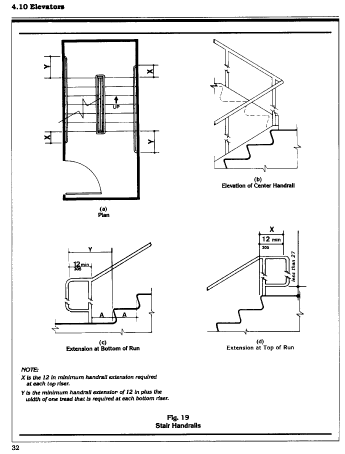 4.10 Elevators
Y
X
UP
X
Y
(a)
Plan
(b)
Elevation of Center Handrail
Y
12 min
305
A A
(c)
Extension at Bottom of Run
X
12 min
305
less than 27
(d)
Extension at Top of Run
NOTE:
X is the 12 in minimum handrail extension required
at each top riser.
Y is the minimum handrail extension of 12 in plus the
width of one tread that is required at each bottom riser.
Fig. 19
Stair Handrails
32